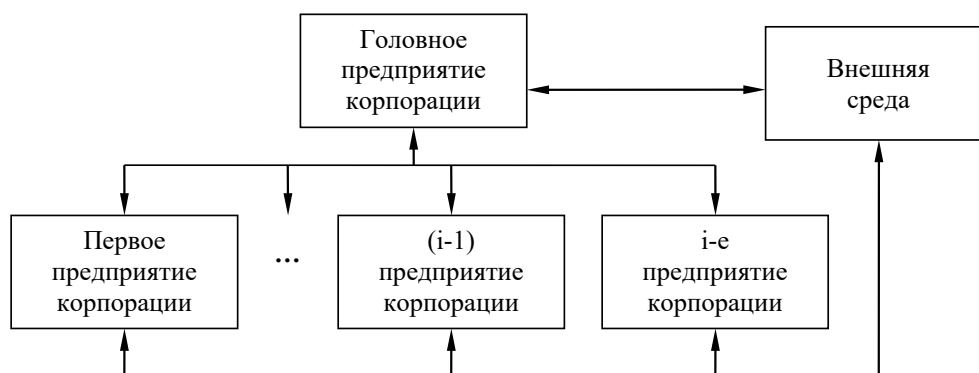 Головное
предприятие
корпорации
Внешняя
среда
Первое
предприятие
корпорации
...
(i-1)
предприятие
корпорации
i-е
предприятие
корпорации